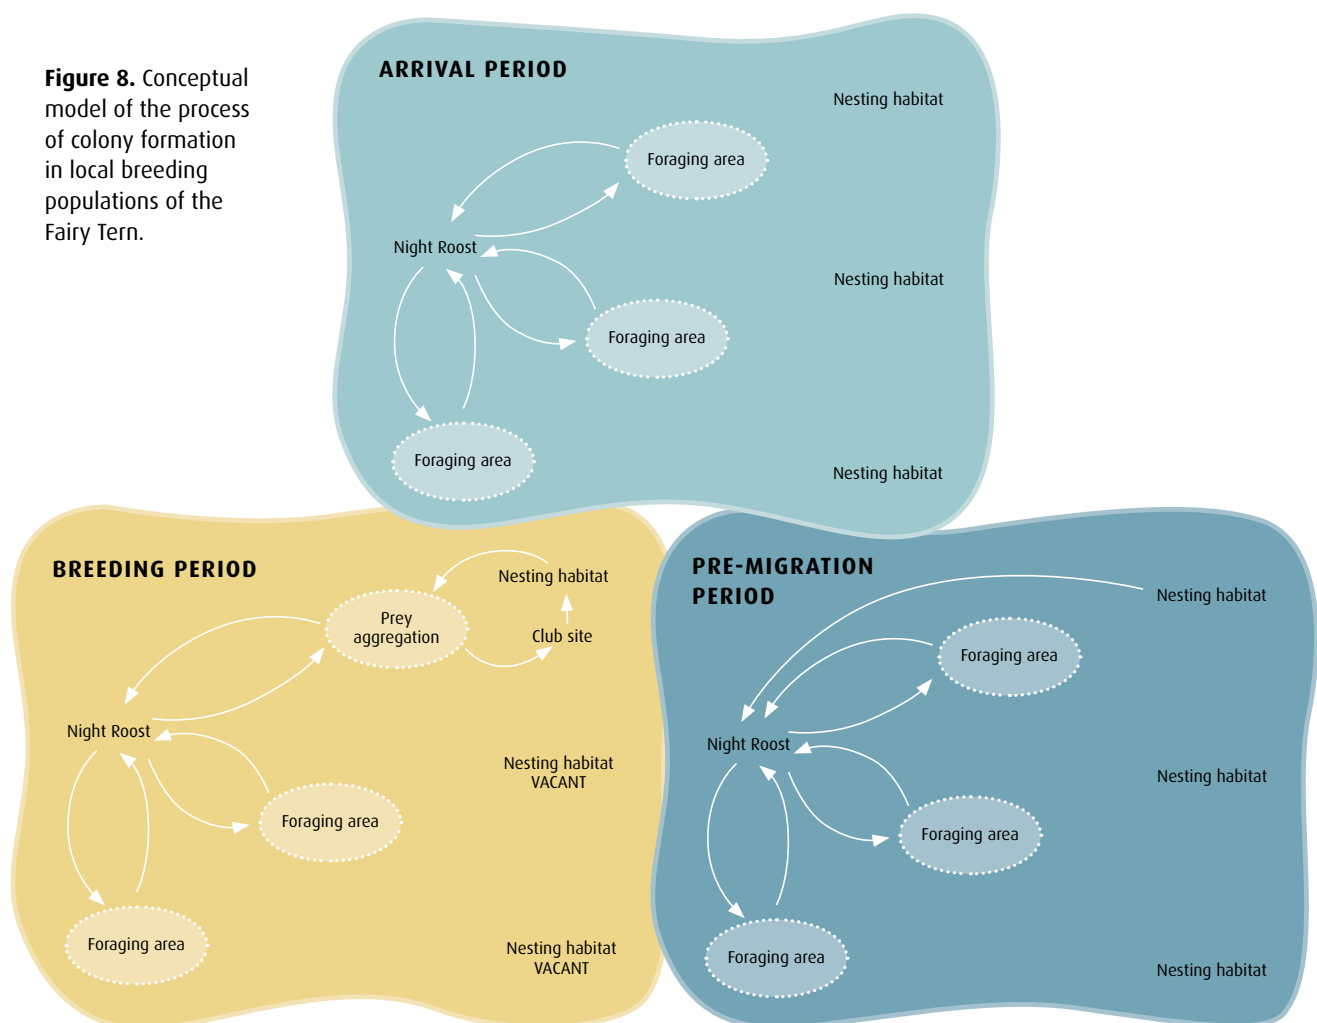 Figure 8. Conceptual
model of the process
of colony formation
in local breeding
populations of the
Fairy Tern.
ARRIVAL PERIOD
Nesting habitat
Foraging area
Night Roost
Nesting habitat
Foraging area
Foraging area
Nesting habitat
BREEDING PERIOD
Nesting habitat
Prey
aggregation
Club site
Night Roost
Nesting habitat
VACANT
Foraging area
Foraging area
Nesting habitat
VACANT
PRE-MIGRATION
PERIOD
Nesting habitat
Foraging area
Night Roost
Nesting habitat
Foraging area
Foraging area
Nesting habitat